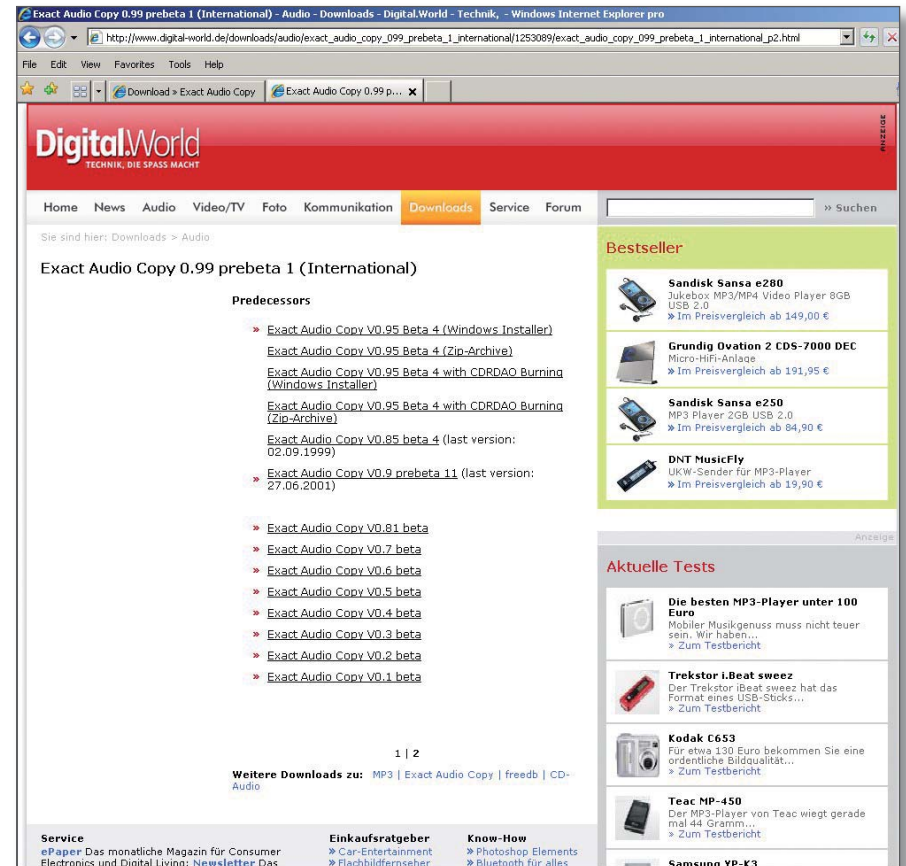 Exact Audio Copy 0.99 prebeta 1 (International) - Audio - Downloads - Digital.World - Technik, - Windows Internet Explorer pro
http://www.digital-world.de/downloads/audio/exact_audio_copy_099_prebeta_1_international/1253089/exact_audio_copy_099_prebeta_1_international_p2.html
File Edit View Favorites Tools Help
Download » Exact Audio Copy
Exact Audio Copy 0.99 p...
Digital.World
TECHNIK, DIE SPASS MACHT
ANZEIGE
Home News Audio Video/TV Foto Kommunikation Downloads Service Forum
» Suchen
Sie sind hier: Downloads > Audio
Exact Audio Copy 0.99 prebeta 1 (International)
Predecessors
» Exact Audio Copy V0.95 Beta 4 (Windows Installer)
Exact Audio Copy V0.95 Beta 4 (Zip-Archive)
Exact Audio Copy V0.95 Beta 4 with CDRDAO Burning
(Windows Installer)
Exact Audio Copy V0.95 Beta 4 with CDRDAO Burning
(Zip-Archive)
Exact Audio Copy V0.85 beta 4 (last version:
02.09.1999)
» Exact Audio Copy V0.9 prebeta 11 (last version:
27.06.2001)
» Exact Audio Copy V0.81 beta
» Exact Audio Copy V0.7 beta
» Exact Audio Copy V0.6 beta
» Exact Audio Copy V0.5 beta
» Exact Audio Copy V0.4 beta
» Exact Audio Copy V0.3 beta
» Exact Audio Copy V0.2 beta
» Exact Audio Copy V0.1 beta
1 | 2
Weitere Downloads zu: MP3 | Exact Audio Copy | freedb | CD-
Audio
Bestseller
Sandisk Sansa e280
Jukebox MP3/MP4 Video Player 8GB
USB 2.0
» Im Preisvergleich ab 149,00 €
Grundig Ovation 2 CDS-7000 DEC
Micro-HiFi-Anlage
» Im Preisvergleich ab 191,95 €
Sandisk Sansa e250
MP3 Player 2GB USB 2.0
» Im Preisvergleich ab 84,90 €
DNT MusicFly
UKW-Sender für MP3-Player
» Im Preisvergleich ab 19,90 €
Anzeige
Aktuelle Tests
Die besten MP3-Player unter 100
Euro
Mobiler Musikgenuss muss nicht teuer
sein. Wir haben...
» Zum Testbericht
Trekstor i.Beat sweez
Der Trekstor iBeat sweez hat das
Format eines USB-Sticks...
» Zum Testbericht
Kodak C653
Für etwa 130 Euro bekommen Sie eine
ordentliche Bildqualität...
» Zum Testbericht
Teac MP-450
Der MP3-Player von Teac wiegt gerade
mal 44 Gramm...
» Zum Testbericht
Samsung YP-K3
Service
ePaper Das monatliche Magazin für Consumer
Electronics und Digital Living: Newsletter Das
Einkaufsratgeber
» Car-Entertainment
» Flachbildfernseher
Know-How
» Photoshop Elements
» Bluetooth für alles